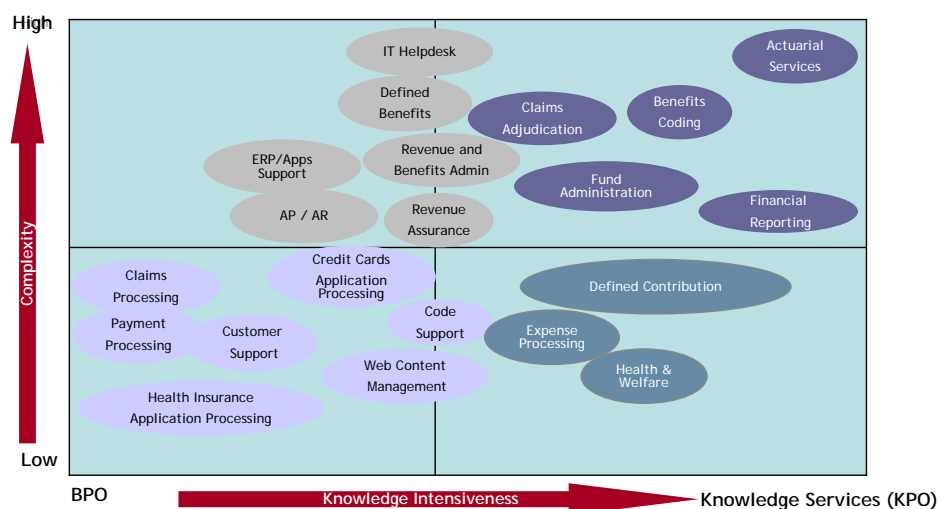 High
IT Helpdesk
Actuarial
Services
Defined
Benefits
Claims
Adjudication
Benefits
Coding
ERP/Apps
Support
Revenue and
Benefits Admin
Fund
Administration
AP / AR
Revenue
Assurance
Financial
Reporting
Complexity
Claims
Processing
Credit Cards
Application
Processing
Defined Contribution
Payment
Processing
Customer
Support
Code
Support
Expense
Processing
Web Content
Management
Health &
Welfare
Health Insurance
Application Processing
Low
BPO
Knowledge Intensiveness
Knowledge Services (KPO)